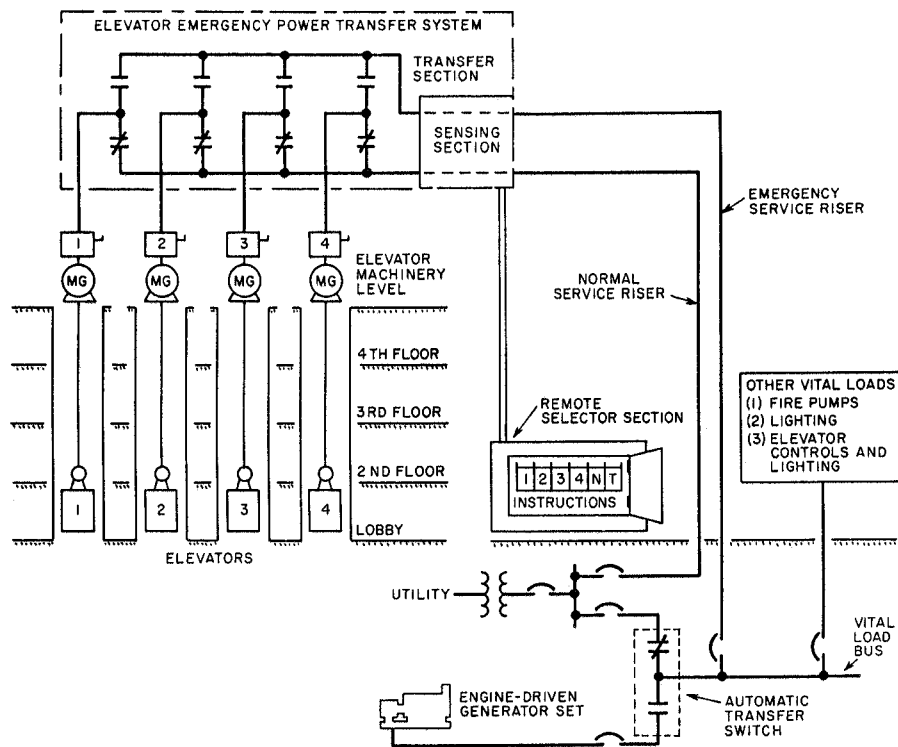 ELEVATOR EMERGENCY POWER TRANSFER SYSTEM
TRANSFER
SECTION
SENSING
SECTION
EMERGENCY
SERVICE RISER
1
2
3
4
MG
MG
MG
MG
ELEVATOR
MACHINERY
LEVEL
NORMAL
SERVICE RISER
4TH FLOOR
3RD FLOOR
2ND FLOOR
LOBBY
1
2
3
4
ELEVATORS
REMOTE
SELECTOR SECTION
1 2 3 4 N T
INSTRUCTIONS
OTHER VITAL LOADS
(1) FIRE PUMPS
(2) LIGHTING
(3) ELEVATOR
CONTROLS AND
LIGHTING
UTILITY
VITAL
LOAD
BUS
ENGINE-DRIVEN
GENERATOR SET
AUTOMATIC
TRANSFER
SWITCH